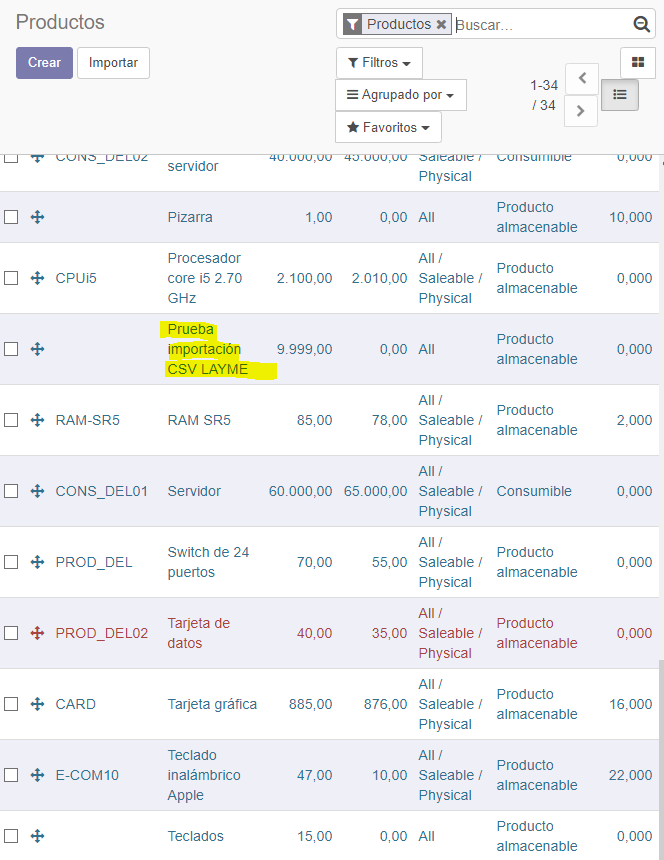 Productos
Productos ✖ Buscar...
Crear Importar
Filtros
Agrupado por
Favoritos
1-34
/ 34
CONS_DEL02 servidor 40.000,00 45.000,00 Saleable / Physical Consumible 0,000
Pizarra 1,00 0,00 All Producto almacenable 10,000
CPUi5 Procesador core i5 2.70 GHz 2.100,00 2.010,00 All / Saleable / Physical Producto almacenable 0,000
Prueba importación CSV LAYME 9.999,00 0,00 All Producto almacenable 0,000
RAM-SR5 RAM SR5 85,00 78,00 All / Saleable / Physical Producto almacenable 2,000
CONS_DEL01 Servidor 60.000,00 65.000,00 All / Saleable / Physical Consumible 0,000
PROD_DEL Switch de 24 puertos 70,00 55,00 All / Saleable / Physical Producto almacenable 0,000
PROD_DEL02 Tarjeta de datos 40,00 35,00 All / Saleable / Physical Producto almacenable 0,000
CARD Tarjeta gráfica 885,00 876,00 All / Saleable / Physical Producto almacenable 16,000
E-COM10 Teclado inalámbrico Apple 47,00 10,00 All / Saleable / Physical Producto almacenable 22,000
Teclados 15,00 0,00 All Producto almacenable 0,000